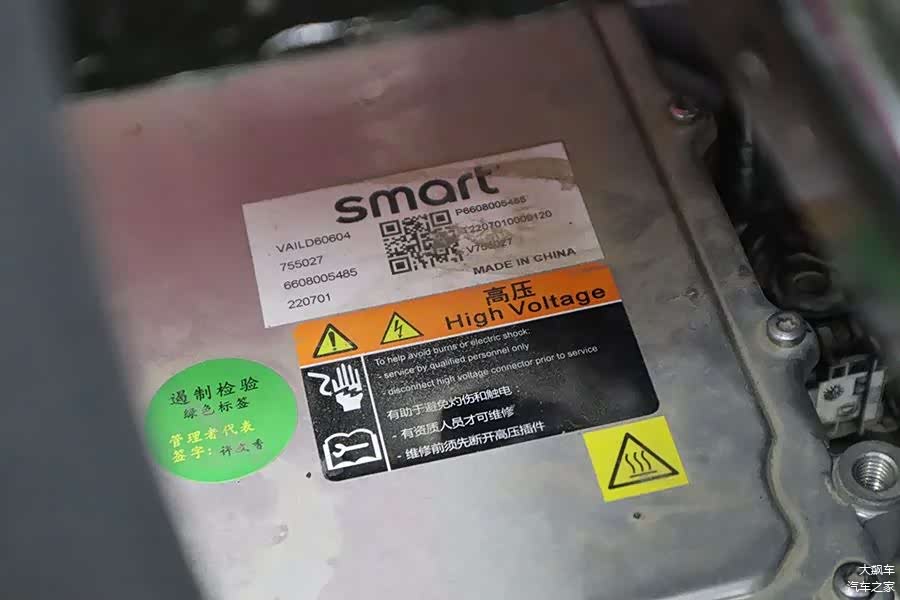 smart
VAILD60604
755027
6608005485
220701
P6608005485
T2207010009120
V755027
MADE IN CHINA
高压
High Voltage
To help avoid burns or electric shock:
- service by qualified personnel only
- disconnect high voltage connector prior to service
有助于避免灼伤和触电:
- 有资质人员才可维修
- 维修前须先断开高压插件
遏制检验
绿色标签
管理者代表
签字:许文香
大飙车
汽车之家